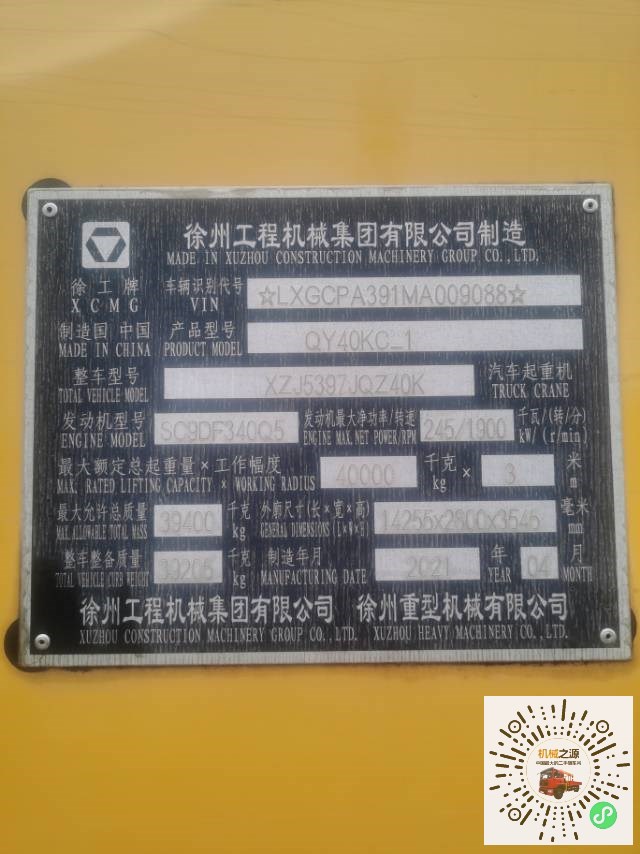 徐州工程机械集团有限公司制造
MADE IN XUZHOU CONSTRUCTION MACHINERY GROUP CO.,LTD.
徐工牌 车辆识别代号 ☆LXGCPA391MA009088☆
XCMG VIN
制造国 中国 产品型号 QY40KC_1
MADE IN CHINA PRODUCT MODEL
整车型号 XZJ5397JQZ40K 汽车起重机
TOTAL VEHICLE MODEL TRUCK CRANE
发动机型号 SC9DF340Q5 发动机最大净功率/转速 245/1900 千瓦/(转/分)
ENGINE MODEL ENGINE MAX.NET POWER/RPM kW/(r/min)
最大额定总起重量×工作幅度 40000 千克 × 3 米
MAX. RATED LIFTING CAPACITY × WORKING RADIUS kg m
最大允许总质量 39400 千克 外廓尺寸(长×宽×高) 14255x2800x3545 毫米
MAX.ALLOWABLE TOTAL MASS kg GENERAL DIMENSIONS (L×W×H) mm
整车整备质量 39205 千克 制造年月 2021 年 04 月
TOTAL VEHICLE CURB WEIGHT kg MANUFACTURING DATE YEAR MONTH
徐州工程机械集团有限公司 徐州重型机械有限公司
XUZHOU CONSTRUCTION MACHINERY GROUP CO.,LTD. XUZHOU HEAVY MACHINERY CO.,LTD.
机械之源